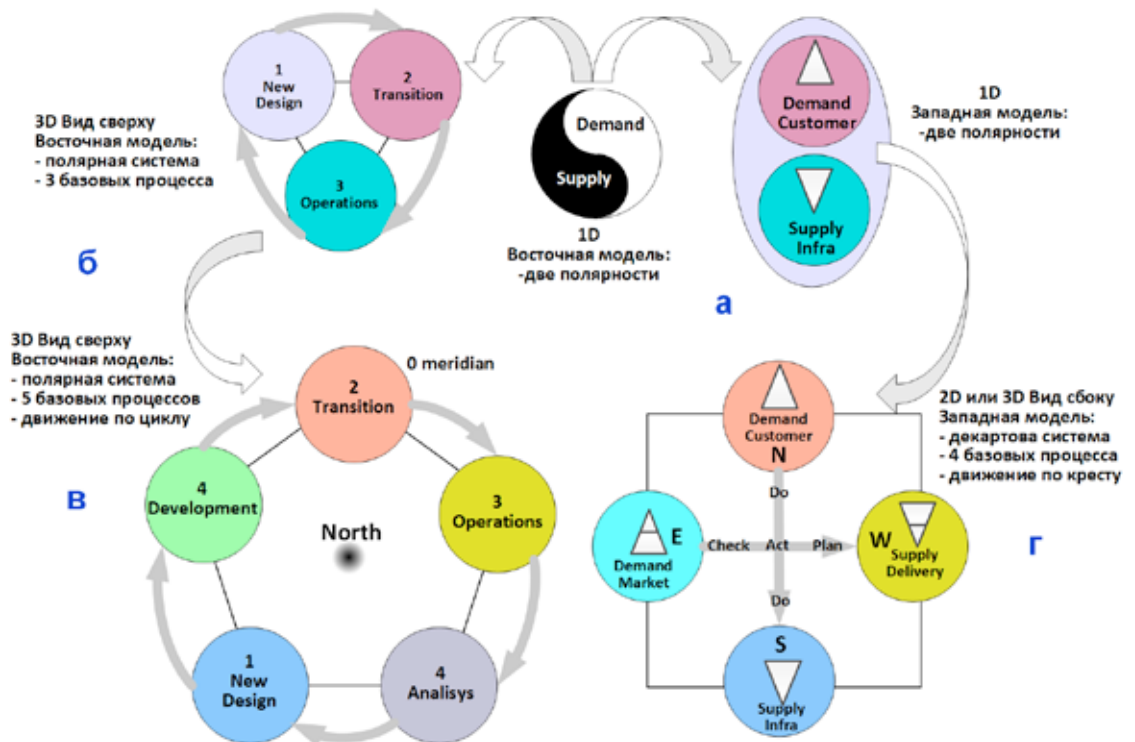 1
New
Design
2
Transition
3
Operations
3D Вид сверху
Восточная модель:
- полярная система
- 3 базовых процесса
б
Demand
Supply
1D
Восточная модель:
-две полярности
а
Demand
Customer
Supply
Infra
1D
Западная модель:
-две полярности
3D Вид сверху
Восточная модель:
- полярная система
- 5 базовых процессов
- движение по циклу
в
0 meridian
2
Transition
4
Development
3
Operations
North
1
New
Design
4
Analisys
Demand
Customer
N
Do
E
Demand
Market
Check Act Plan
W
Supply
Delivery
Do
S
Supply
Infra
2D или 3D Вид сбоку
Западная модель:
- декартова система
- 4 базовых процесса
- движение по кресту
г